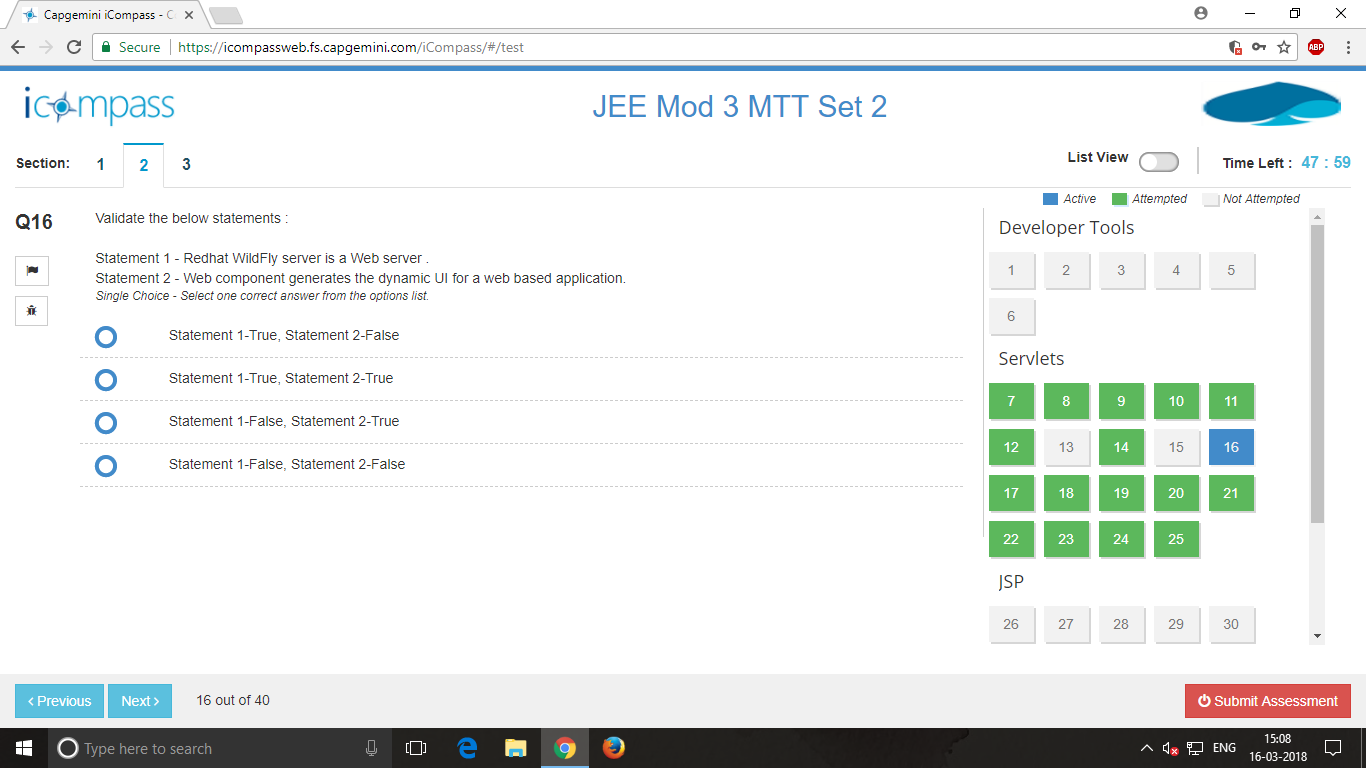 Capgemini iCompass - C
Secure
https://icompassweb.fs.capgemini.com/iCompass/#/test
ABP
icompass
JEE Mod 3 MTT Set 2
Section: 1 2 3
List View
Time Left : 47 : 59
Active Attempted Not Attempted
Q16
Validate the below statements :
Statement 1 - Redhat WildFly server is a Web server .
Statement 2 - Web component generates the dynamic UI for a web based application.
Single Choice - Select one correct answer from the options list.
Statement 1-True, Statement 2-False
Statement 1-True, Statement 2-True
Statement 1-False, Statement 2-True
Statement 1-False, Statement 2-False
Developer Tools
1 2 3 4 5
6
Servlets
7 8 9 10 11
12 13 14 15 16
17 18 19 20 21
22 23 24 25
JSP
26 27 28 29 30
‹ Previous
Next ›
16 out of 40
Submit Assessment
Type here to search
ENG
15:08
16-03-2018